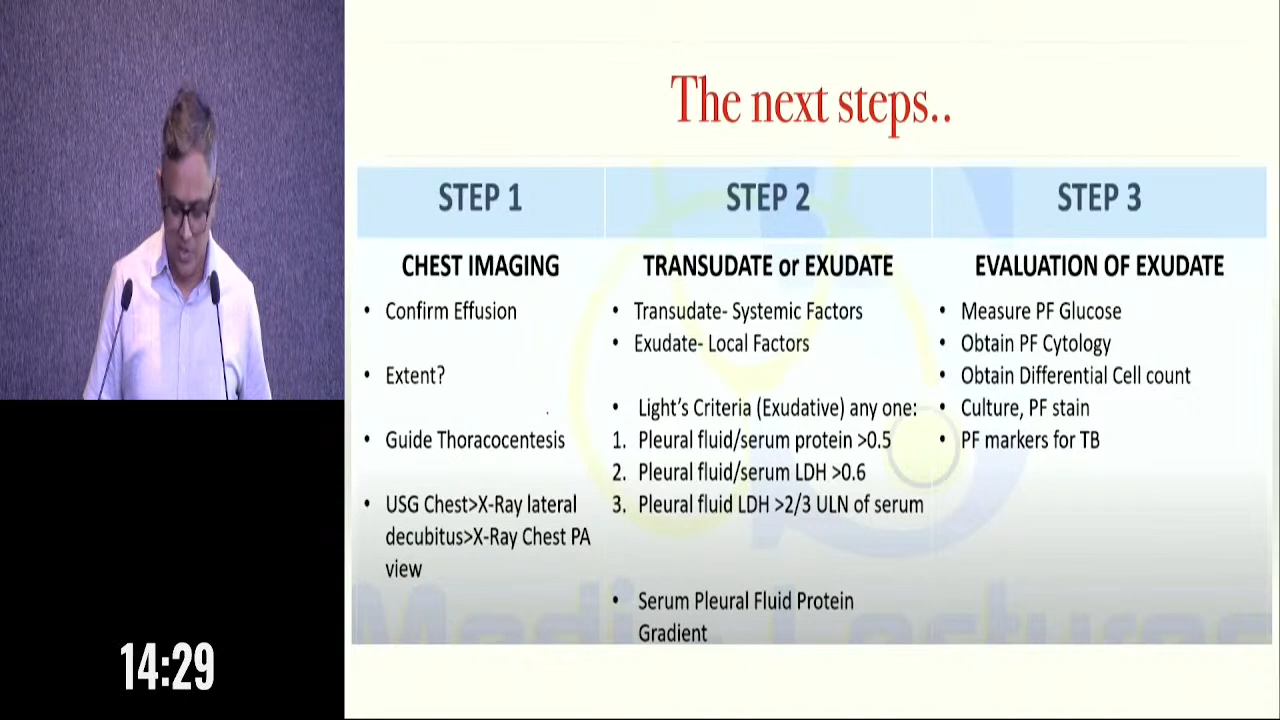 The next steps..
STEP 1
STEP 2
STEP 3
CHEST IMAGING
• Confirm Effusion
• Extent?
• Guide Thoracocentesis
• USG Chest>X-Ray lateral
decubitus>X-Ray Chest PA
view
TRANSUDATE or EXUDATE
• Transudate- Systemic Factors
• Exudate- Local Factors
• Light's Criteria (Exudative) any one:
1. Pleural fluid/serum protein >0.5
2. Pleural fluid/serum LDH >0.6
3. Pleural fluid LDH >2/3 ULN of serum
• Serum Pleural Fluid Protein
Gradient
EVALUATION OF EXUDATE
• Measure PF Glucose
• Obtain PF Cytology
• Obtain Differential Cell count
• Culture, PF stain
• PF markers for TB
14:29